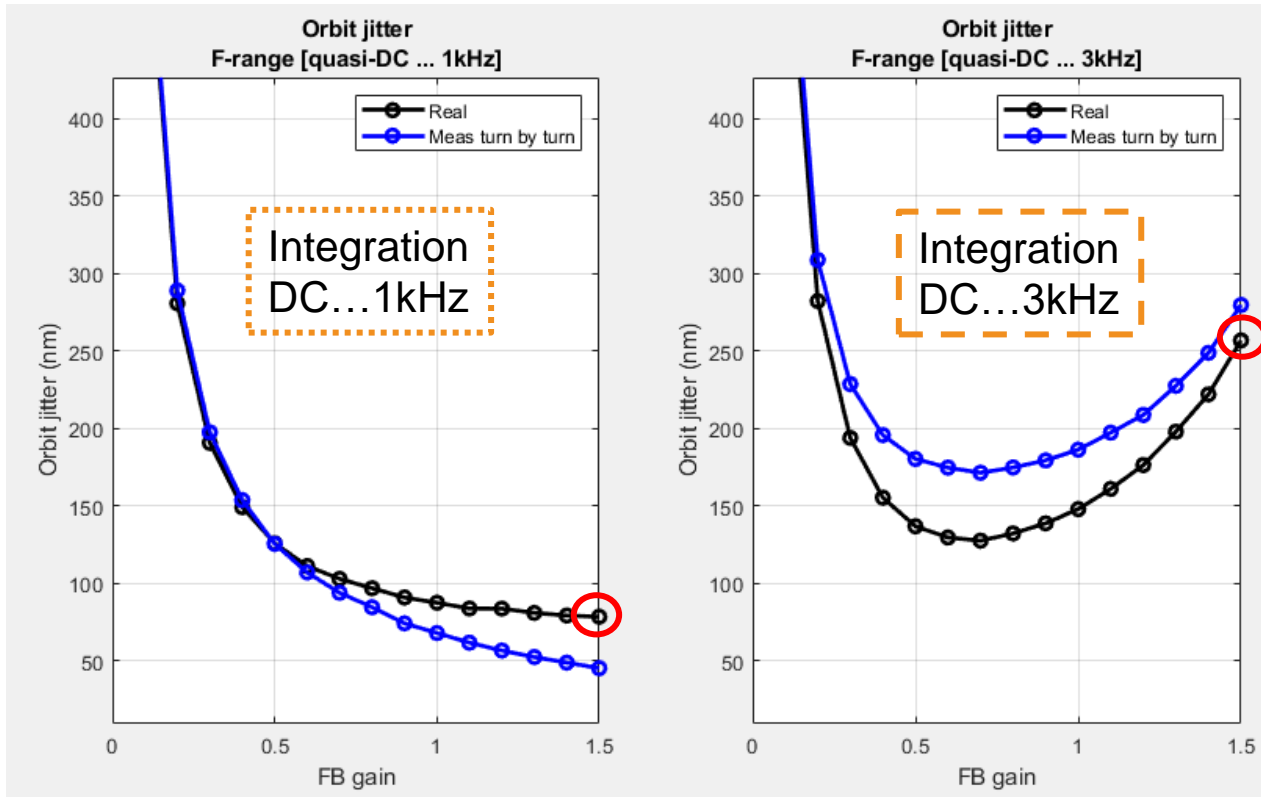 Orbit jitter
F-range [quasi-DC ... 1kHz]
400
350
300
250
200
150
100
50
Orbit jitter (nm)
Real
Meas turn by turn
Integration
DC…1kHz
0
0.5
1
1.5
FB gain
Orbit jitter
F-range [quasi-DC ... 3kHz]
400
350
300
250
200
150
100
50
Orbit jitter (nm)
Real
Meas turn by turn
Integration
DC…3kHz
0
0.5
1
1.5
FB gain